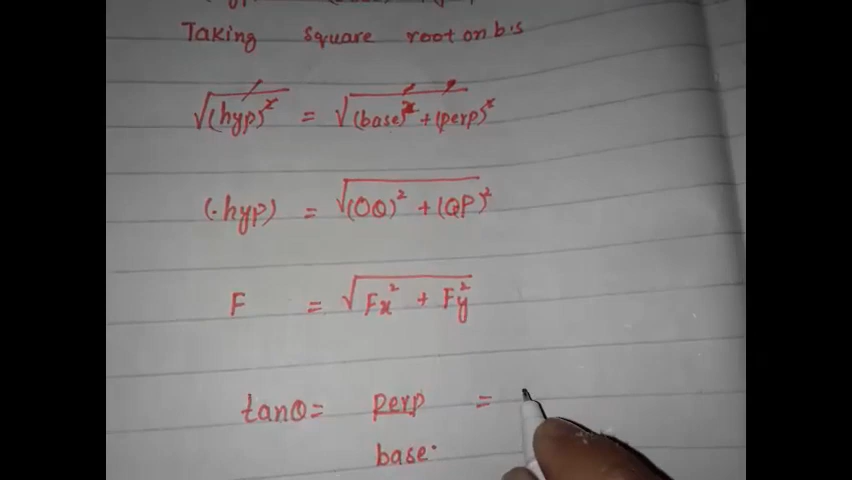 Taking square root on b.s
√(hyp)² = √(base)² + (perp)²
(hyp) = √(OQ)² + (QP)²
F = √Fx² + Fy²
tanθ = perp =
base